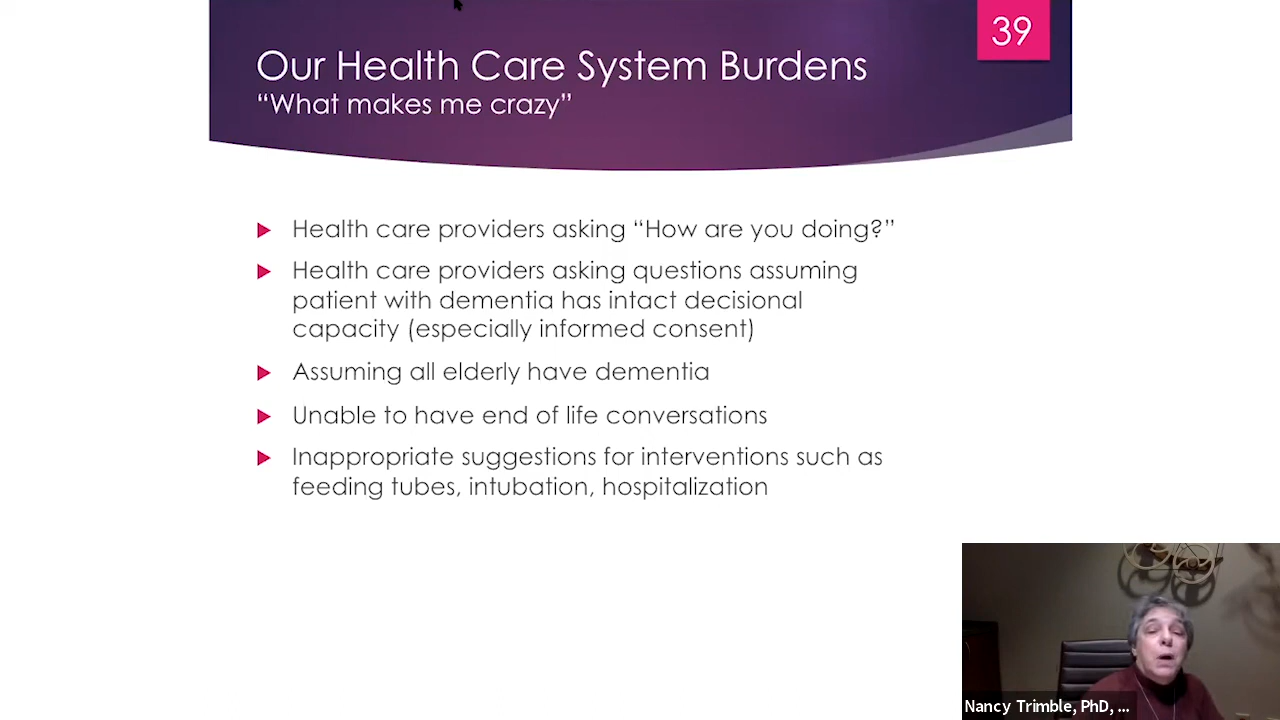 39
Our Health Care System Burdens
“What makes me crazy”
Health care providers asking “How are you doing?”
Health care providers asking questions assuming
patient with dementia has intact decisional
capacity (especially informed consent)
Assuming all elderly have dementia
Unable to have end of life conversations
Inappropriate suggestions for interventions such as
feeding tubes, intubation, hospitalization
Nancy Trimble, PhD, ...